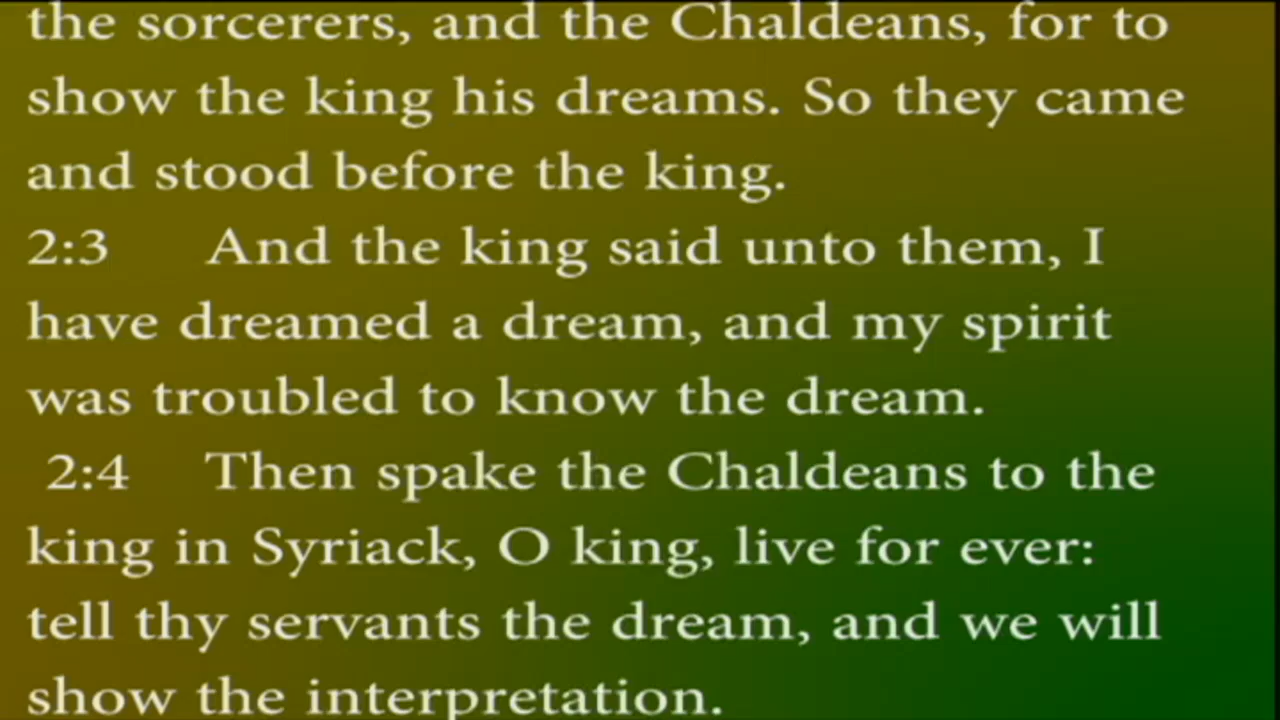 the sorcerers, and the Chaldeans, for to
show the king his dreams. So they came
and stood before the king.
2:3 And the king said unto them, I
have dreamed a dream, and my spirit
was troubled to know the dream.
2:4 Then spake the Chaldeans to the
king in Syriack, O king, live for ever:
tell thy servants the dream, and we will
show the interpretation.